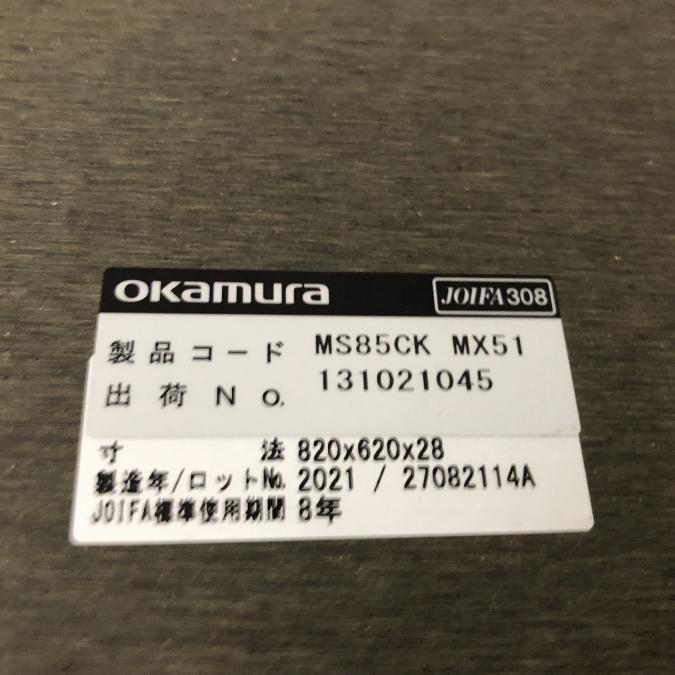 okamura JOIFA308
製品コード MS85CK MX51
出荷No. 131021045
寸法 820x620x28
製造年/ロットNo. 2021 / 27082114A
JOIFA標準使用期間 8年